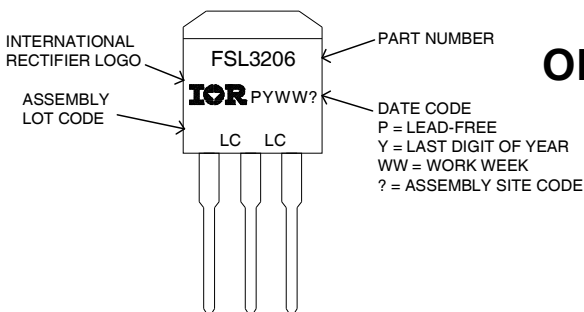 INTERNATIONAL
RECTIFIER LOGO
ASSEMBLY
LOT CODE
FSL3206
IOR PYWW?
LC LC
PART NUMBER
DATE CODE
P = LEAD-FREE
Y = LAST DIGIT OF YEAR
WW = WORK WEEK
? = ASSEMBLY SITE CODE